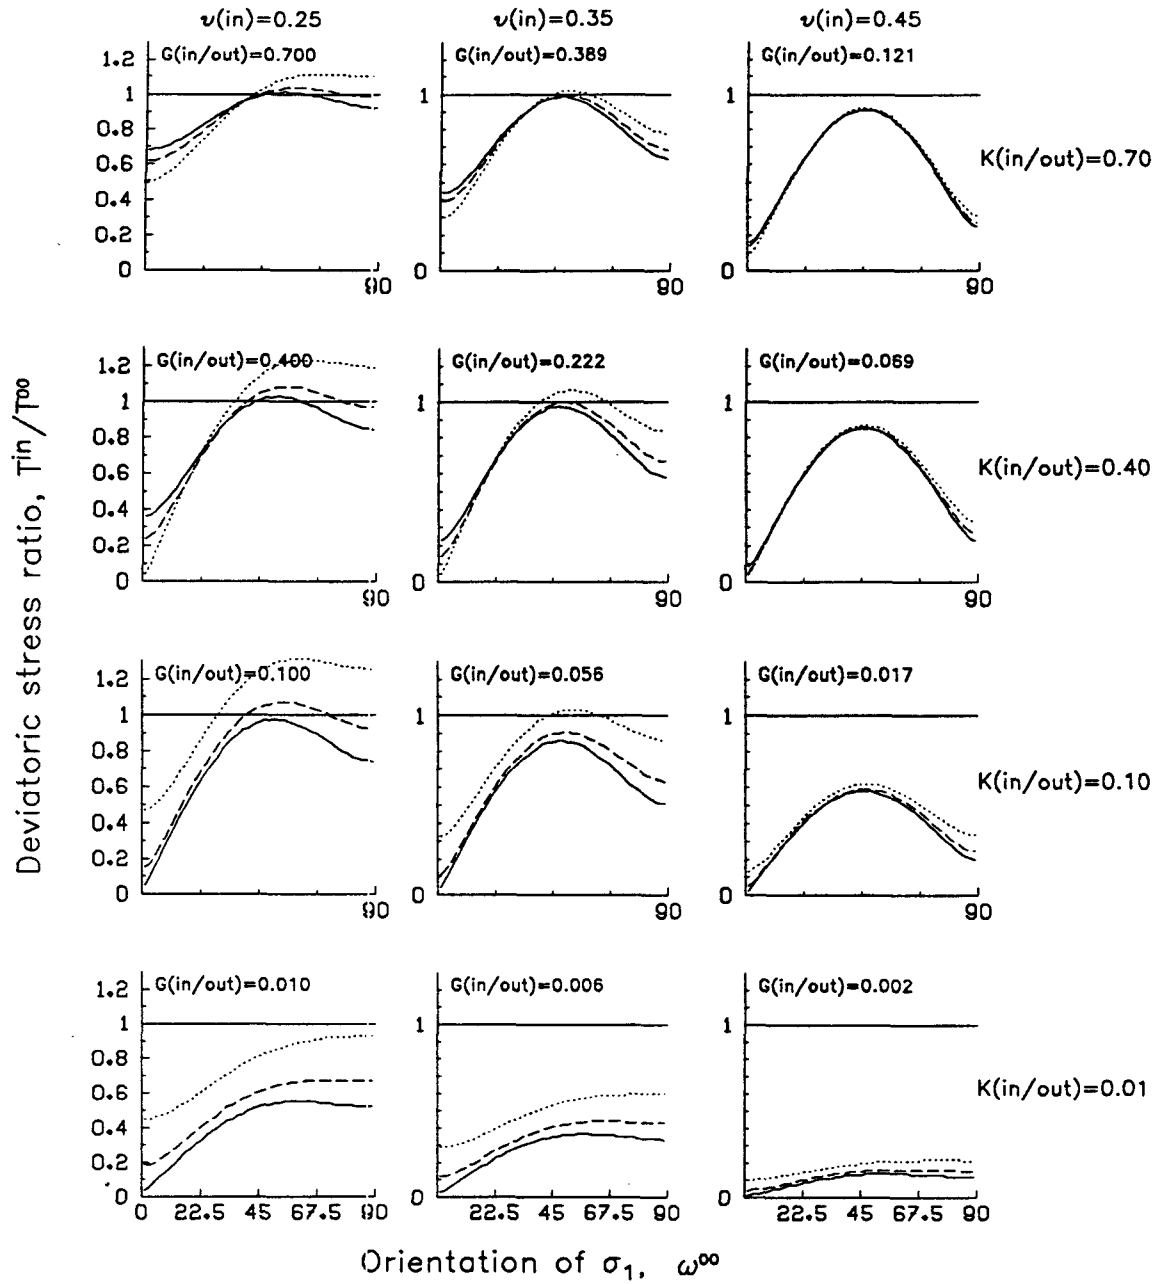 ν(in)=0.25
ν(in)=0.35
ν(in)=0.45
G(in/out)=0.700
G(in/out)=0.389
G(in/out)=0.121
1.2
1
0.8
0.6
0.4
0.2
0
1
0
90
90
90
K(in/out)=0.70
G(in/out)=0.400
G(in/out)=0.222
G(in/out)=0.069
1.2
1
0.8
0.6
0.4
0.2
0
1
0
1
0
90
90
90
K(in/out)=0.40
Deviatoric stress ratio, Tin/T∞
G(in/out)=0.100
G(in/out)=0.056
G(in/out)=0.017
1.2
1
0.8
0.6
0.4
0.2
0
1
0
1
0
90
90
90
K(in/out)=0.10
G(in/out)=0.010
G(in/out)=0.006
G(in/out)=0.002
1.2
1
0.8
0.6
0.4
0.2
0
1
0
1
0
K(in/out)=0.01
0 22.5 45 67.5 90
22.5 45 67.5 90
22.5 45 67.5 90
Orientation of σ1, ω∞